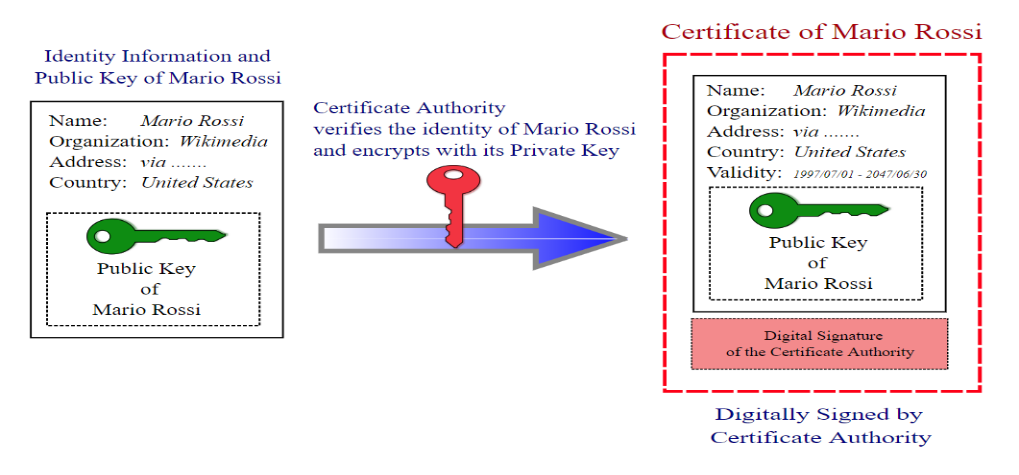 Identity Information and
Public Key of Mario Rossi
Name: Mario Rossi
Organization: Wikimedia
Address: via .......
Country: United States
Public Key
of
Mario Rossi
Certificate Authority
verifies the identity of Mario Rossi
and encrypts with its Private Key
Certificate of Mario Rossi
Name: Mario Rossi
Organization: Wikimedia
Address: via .......
Country: United States
Validity: 1997/07/01 - 2047/06/30
Public Key
of
Mario Rossi
Digital Signature
of the Certificate Authority
Digitally Signed by
Certificate Authority